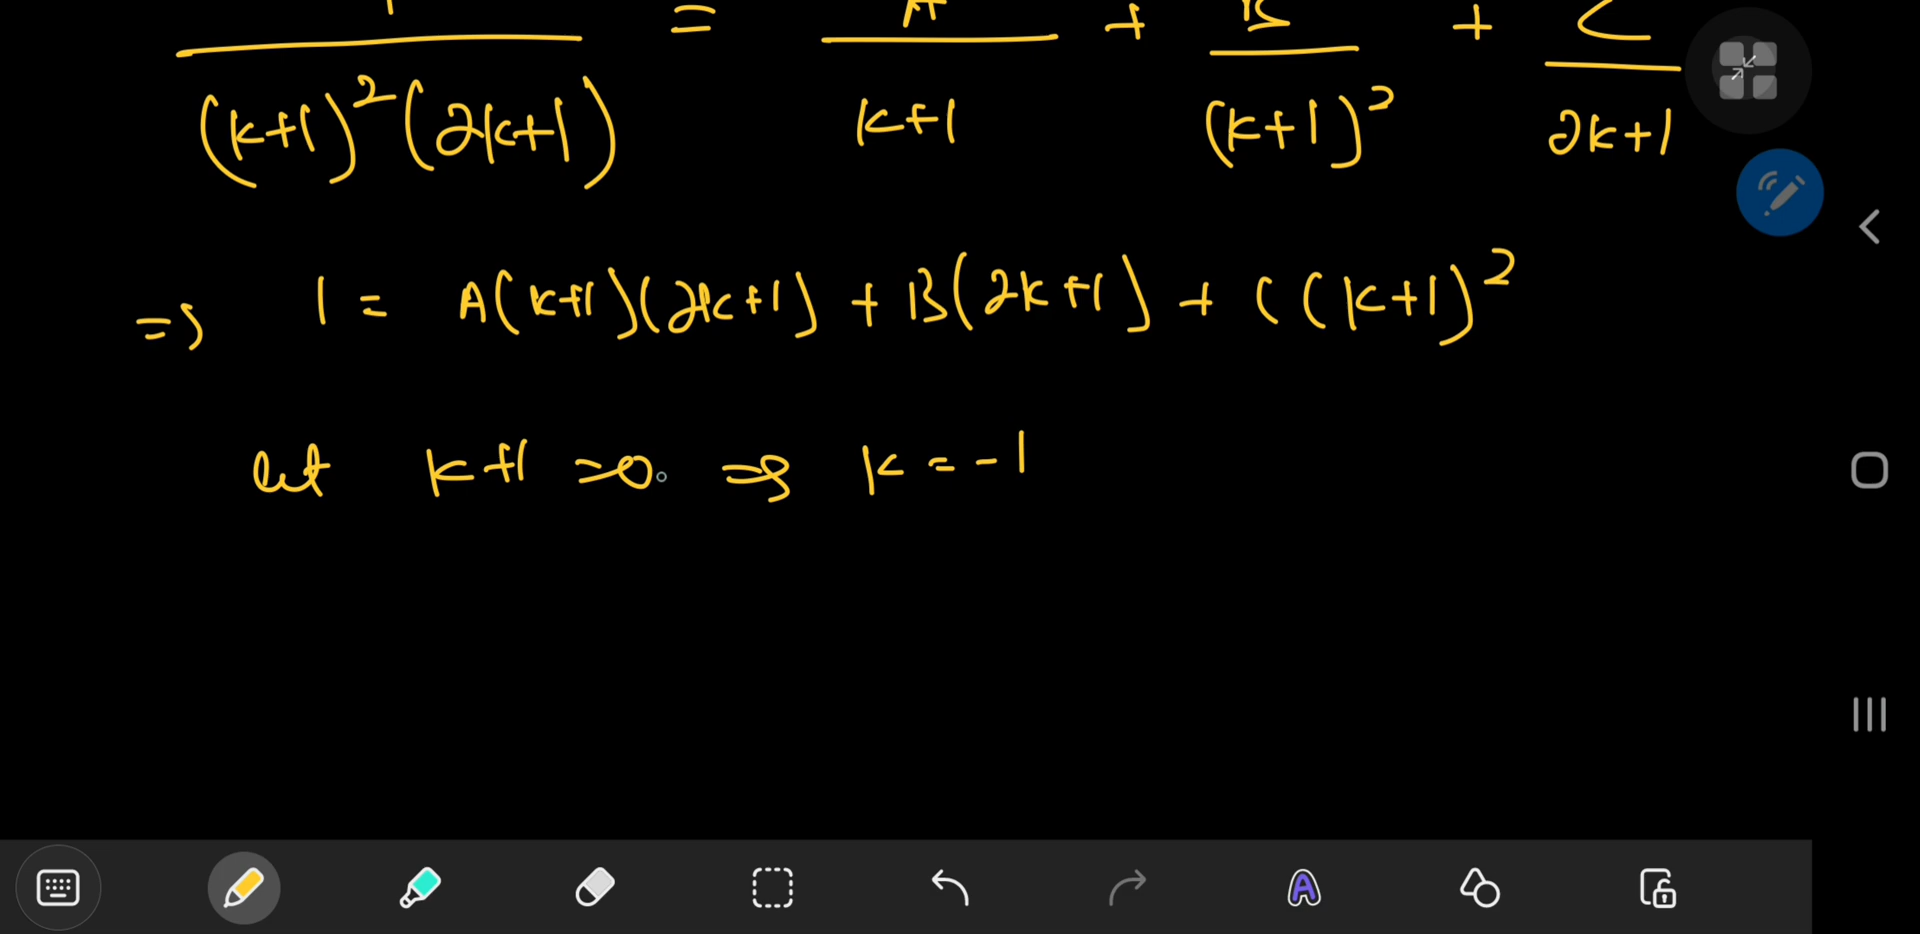 1/((k+1)²(2k+1)) = A/(k+1) + B/(k+1)² + C/(2k+1)
=> 1 = A(k+1)(2k+1) + B(2k+1) + C(k+1)²
let k+1 = 0. => k = -1
A